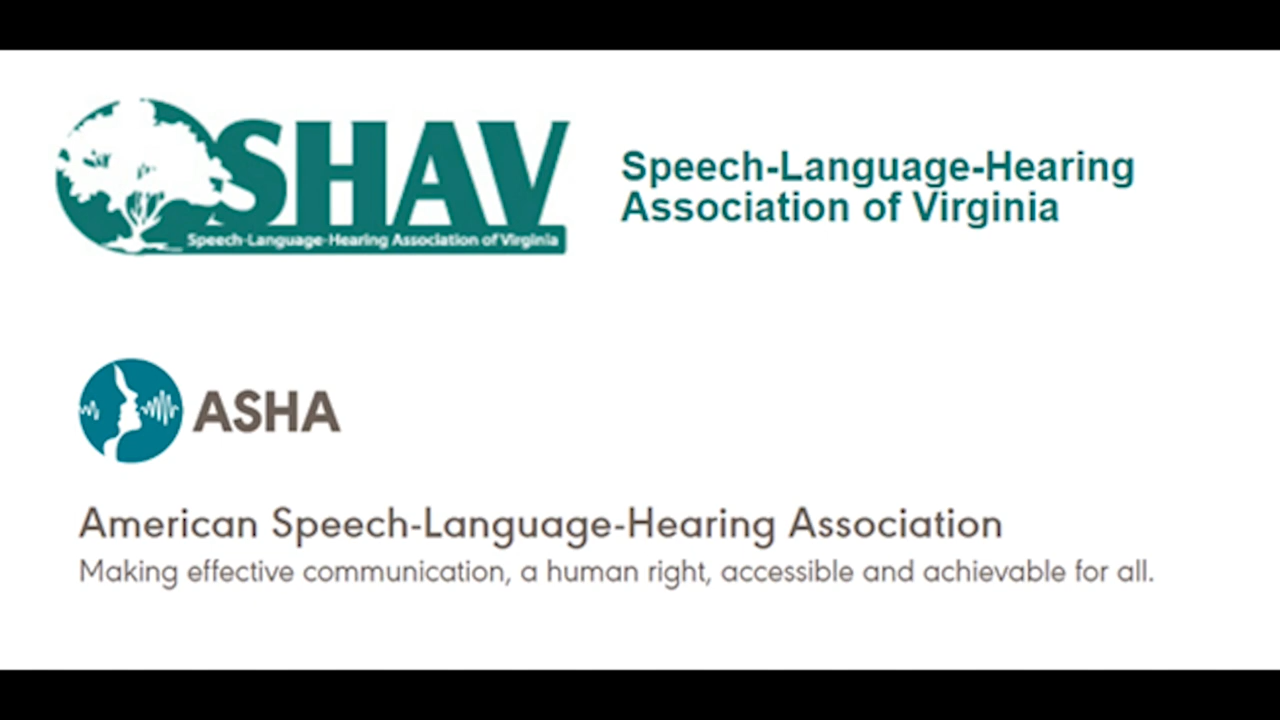 SHAV
Speech-Language-Hearing Association of Virginia
Speech-Language-Hearing
Association of Virginia
ASHA
American Speech-Language-Hearing Association
Making effective communication, a human right, accessible and achievable for all.